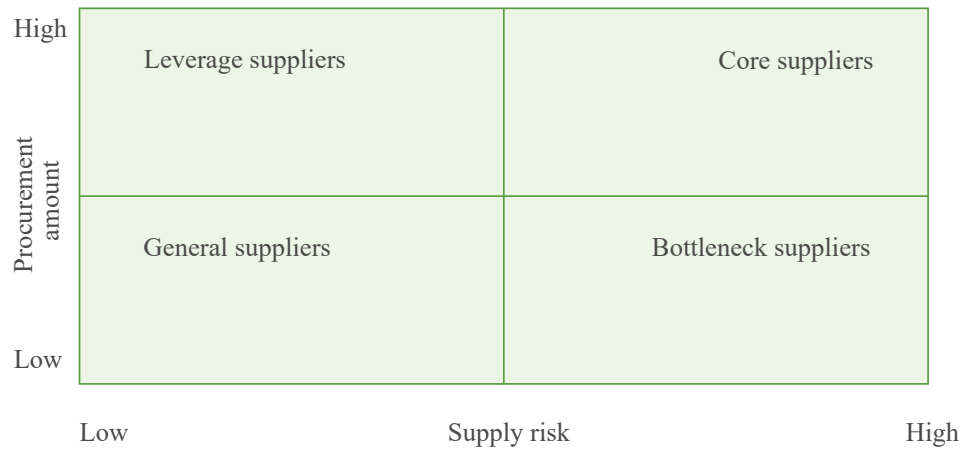 High
Leverage suppliers
Core suppliers
Procurement
amount
General suppliers
Bottleneck suppliers
Low
Low
Supply risk
High